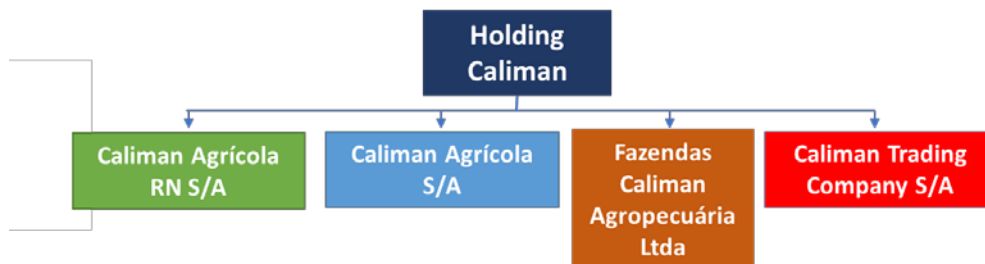 Holding
Caliman
Caliman Agrícola
RN S/A
Caliman Agrícola
S/A
Fazendas
Caliman
Agropecuária
Ltda
Caliman Trading
Company S/A